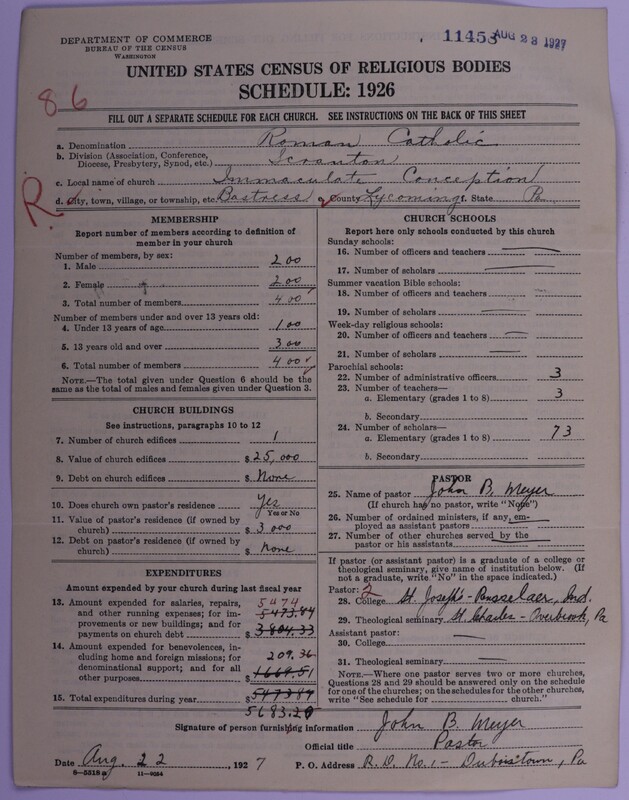 DEPARTMENT OF COMMERCE
BUREAU OF THE CENSUS
WASHINGTON
11453 AUG 23 1927
UNITED STATES CENSUS OF RELIGIOUS BODIES
SCHEDULE: 1926
86
FILL OUT A SEPARATE SCHEDULE FOR EACH CHURCH. SEE INSTRUCTIONS ON THE BACK OF THIS SHEET
a. Denomination Roman Catholic
b. Division (Association, Conference, Diocese, Presbytery, Synod, etc.) Scranton
c. Local name of church Immaculate Conception
R
d. City, town, village, or township, etc. Bastress e. County Lycoming f. State Pa.
MEMBERSHIP
Report number of members according to definition of
member in your church
Number of members, by sex:
1. Male 200
2. Female 200
3. Total number of members 400
Number of members under and over 13 years old:
4. Under 13 years of age 100
5. 13 years old and over 300
6. Total number of members 400
NOTE.—The total given under Question 6 should be the
same as the total of males and females given under Question 3.
CHURCH BUILDINGS
See instructions, paragraphs 10 to 12
7. Number of church edifices 1
8. Value of church edifices $ 25,000
9. Debt on church edifices $ None
10. Does church own pastor's residence Yes
Yes or No
11. Value of pastor's residence (if owned by
church) $ 3000
12. Debt on pastor's residence (if owned by
church) $ None
EXPENDITURES
Amount expended by your church during last fiscal year
13. Amount expended for salaries, repairs, 5474
and other running expenses; for im- 5473.84
provements or new buildings; and for
payments on church debt $ 3804.33
14. Amount expended for benevolences, in-
cluding home and foreign missions; for 209.36
denominational support; and for all
other purposes $ 1669.51
15. Total expenditures during year $ 5473.84
5683.20
CHURCH SCHOOLS
Report here only schools conducted by this church
Sunday schools:
16. Number of officers and teachers
17. Number of scholars
Summer vacation Bible schools:
18. Number of officers and teachers
19. Number of scholars
Week-day religious schools:
20. Number of officers and teachers
21. Number of scholars
Parochial schools:
22. Number of administrative officers 3
23. Number of teachers—
a. Elementary (grades 1 to 8) 3
b. Secondary
24. Number of scholars—
a. Elementary (grades 1 to 8) 73
b. Secondary
PASTOR
25. Name of pastor John B. Meyer
(If church has no pastor, write "None")
26. Number of ordained ministers, if any, em-
ployed as assistant pastors
27. Number of other churches served by the
pastor or his assistants
If pastor (or assistant pastor) is a graduate of a college or
theological seminary, give name of institution below. (If
not a graduate, write "No" in the space indicated.)
Pastor: 2
28. College St. Joseph's - Russelaer, Ind.
29. Theological seminary St. Charles - Overbrook, Pa
Assistant pastor:
30. College
31. Theological seminary
NOTE.—Where one pastor serves two or more churches,
Questions 28 and 29 should be answered only on the schedule
for one of the churches; on the schedules for the other churches,
write "See schedule for church."
Signature of person furnishing information John B. Meyer
Official title Pastor
Date Aug. 22, 1927 P. O. Address R. D. No. 1 - Duboistown, Pa
8—5318 a 11—9054